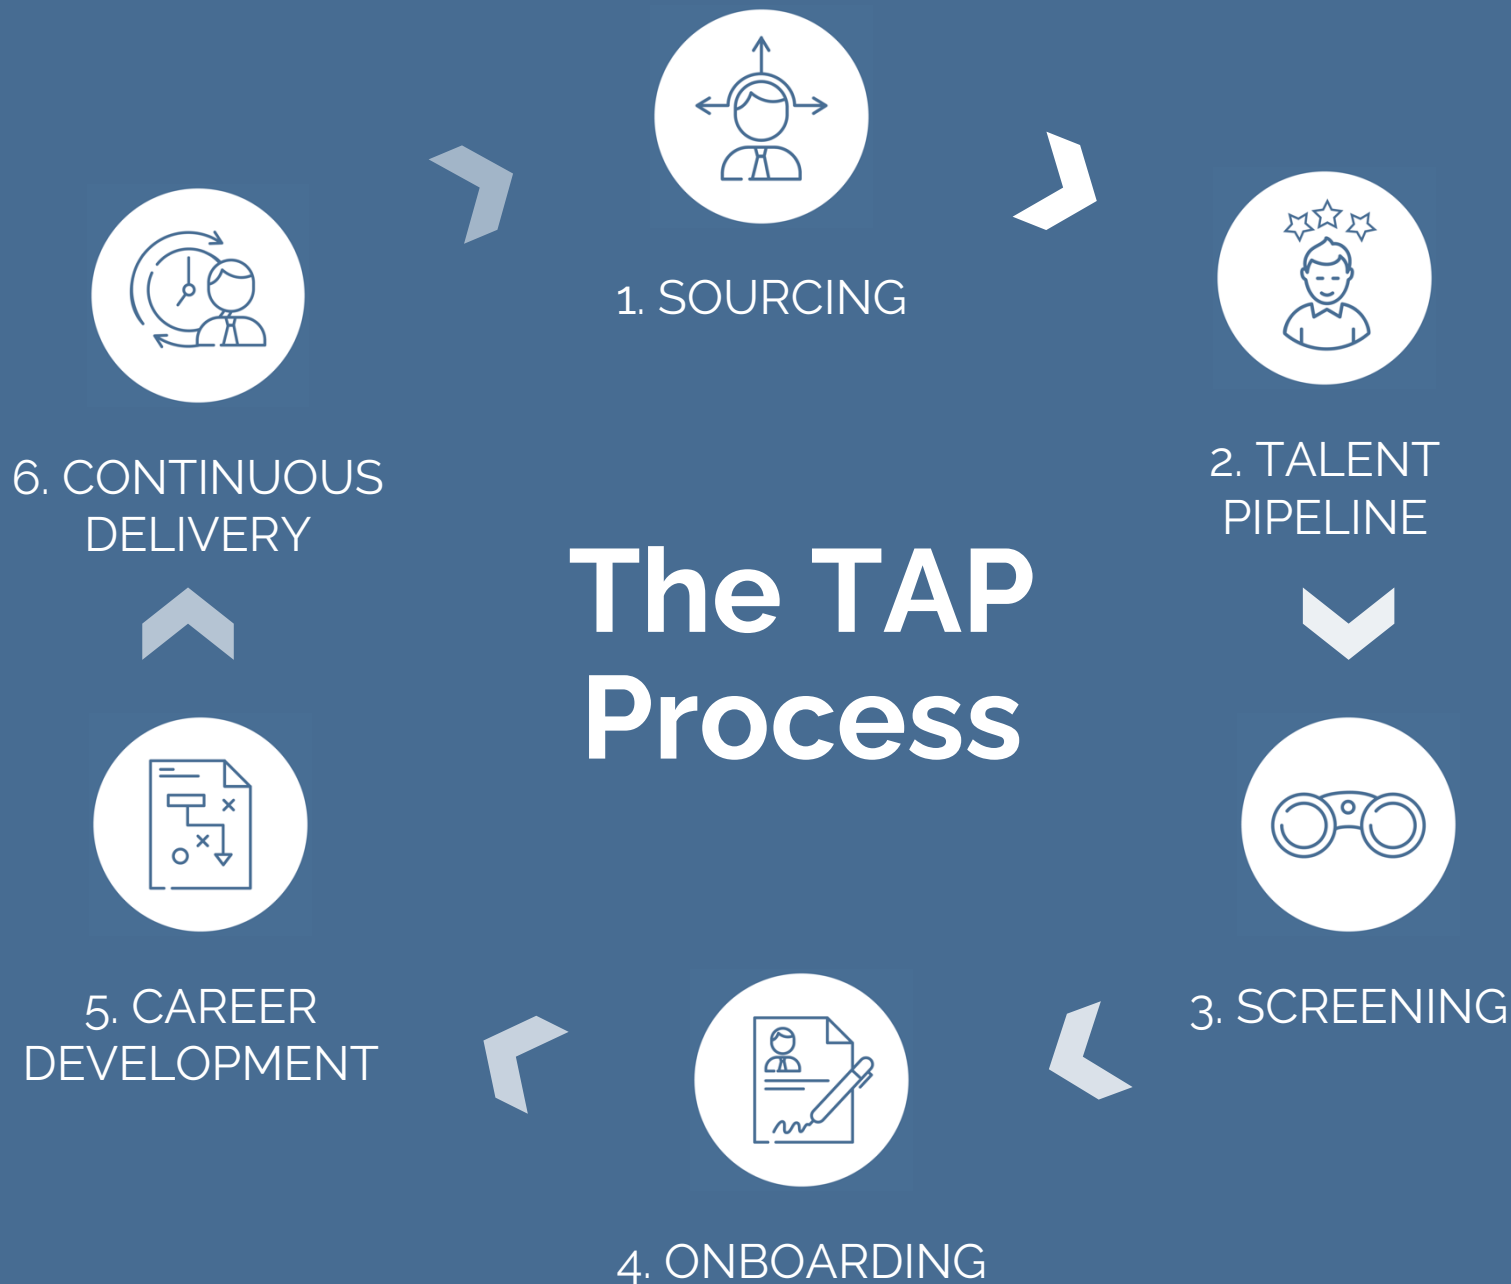 1. SOURCING
2. TALENT
PIPELINE
3. SCREENING
4. ONBOARDING
5. CAREER
DEVELOPMENT
6. CONTINUOUS
DELIVERY
The TAP
Process